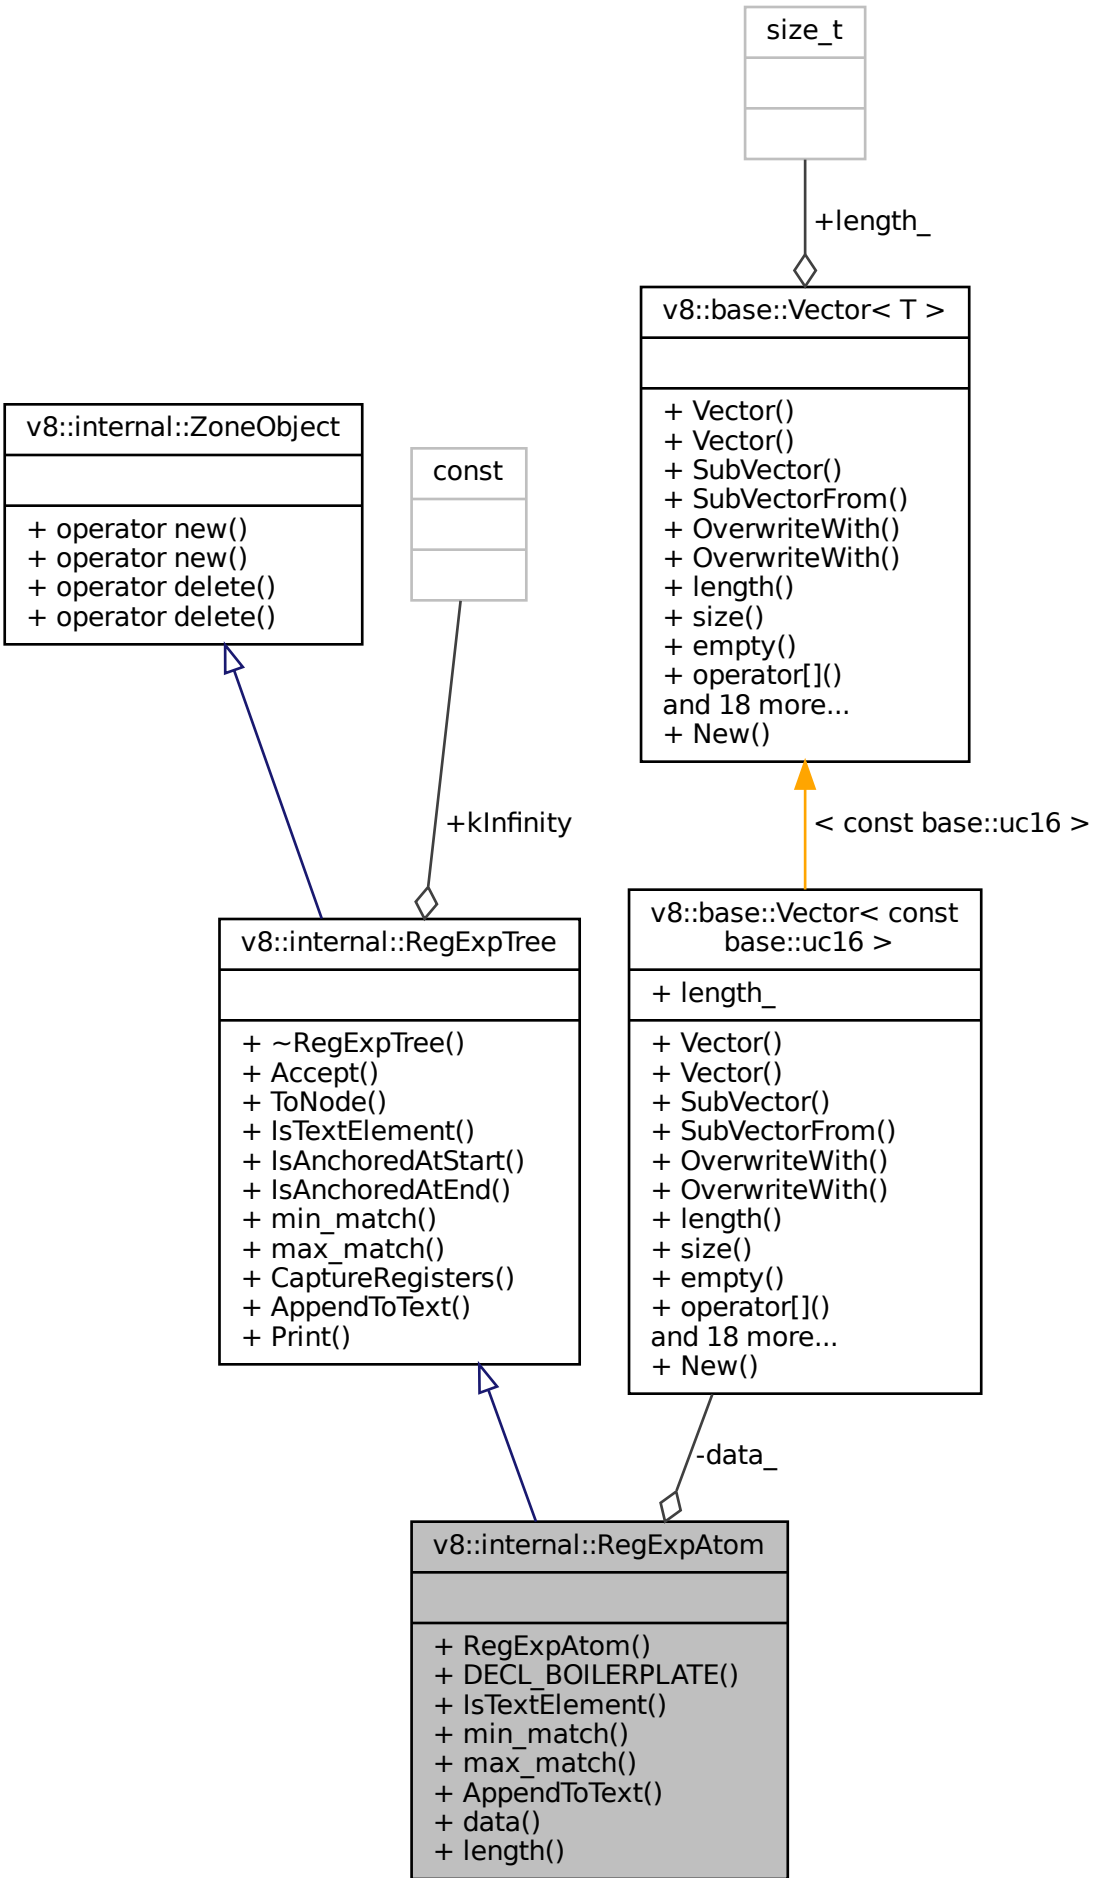 size_t
+length_
v8::base::Vector< T >
+ Vector()
+ Vector()
+ SubVector()
+ SubVectorFrom()
+ OverwriteWith()
+ OverwriteWith()
+ length()
+ size()
+ empty()
+ operator[]()
and 18 more...
+ New()
v8::internal::ZoneObject
+ operator new()
+ operator new()
+ operator delete()
+ operator delete()
const
+kInfinity
< const base::uc16 >
v8::internal::RegExpTree
+ ~RegExpTree()
+ Accept()
+ ToNode()
+ IsTextElement()
+ IsAnchoredAtStart()
+ IsAnchoredAtEnd()
+ min_match()
+ max_match()
+ CaptureRegisters()
+ AppendToText()
+ Print()
v8::base::Vector< const
base::uc16 >
+ length_
+ Vector()
+ Vector()
+ SubVector()
+ SubVectorFrom()
+ OverwriteWith()
+ OverwriteWith()
+ length()
+ size()
+ empty()
+ operator[]()
and 18 more...
+ New()
-data_
v8::internal::RegExpAtom
+ RegExpAtom()
+ DECL_BOILERPLATE()
+ IsTextElement()
+ min_match()
+ max_match()
+ AppendToText()
+ data()
+ length()